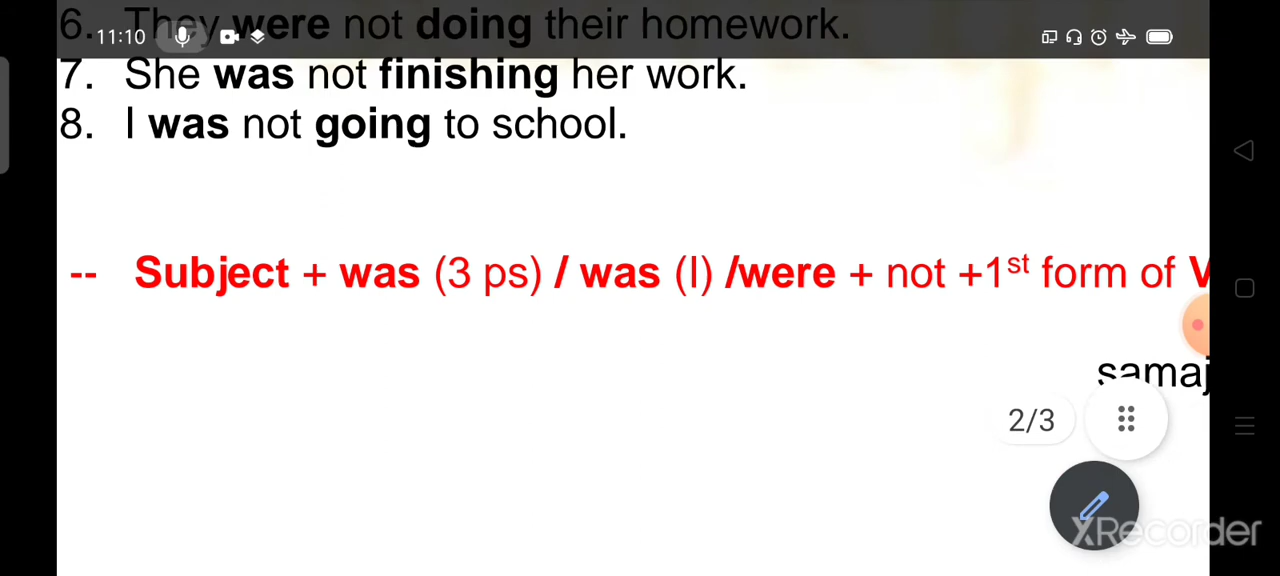 6. They were not doing their homework.
11:10
7. She was not finishing her work.
8. I was not going to school.
-- Subject + was (3 ps) / was (I) /were + not +1st form of V
samaj
2/3
XRecorder